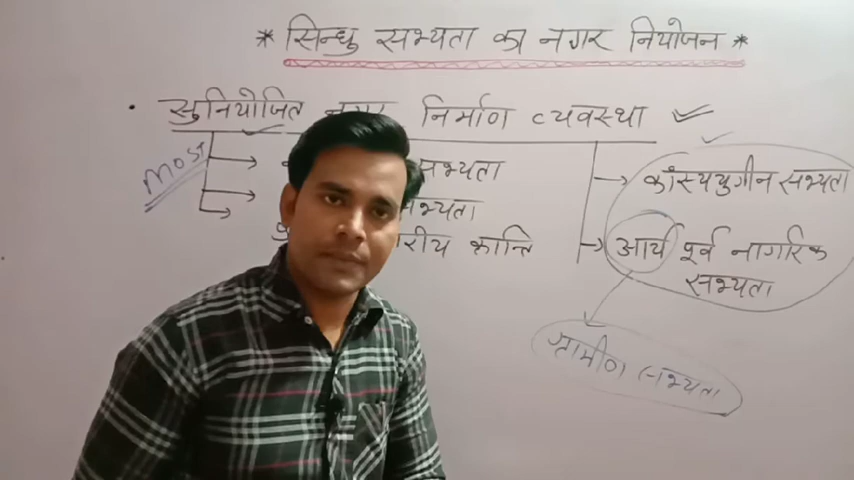 * सिन्धु सभ्यता का नगर नियोजन *
• सुनियोजित नगर निर्माण व्यवस्था
Most
सभ्यता
काँस्ययुगीन सभ्यता
सभ्यता
आर्य पूर्व नागरिक
सभ्यता
क्रान्ति
ग्रामीण सभ्यता